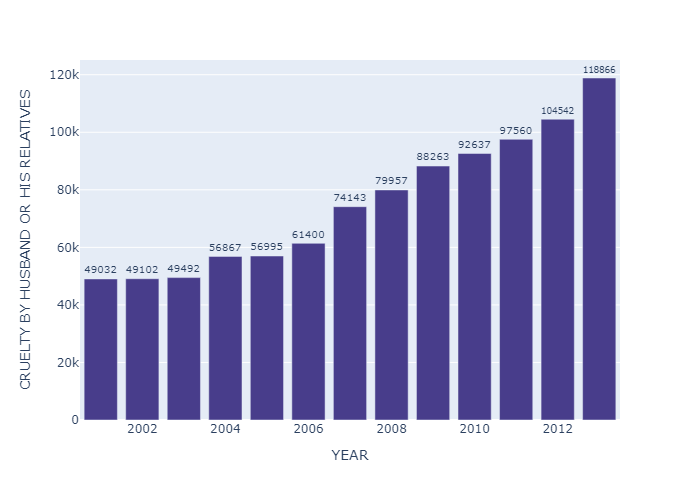 CRUELTY BY HUSBAND OR HIS RELATIVES
120k
100k
80k
60k
40k
20k
0
49032
49102
49492
56867
56995
61400
74143
79957
88263
92637
97560
104542
118866
2002 2004 2006 2008 2010 2012
YEAR